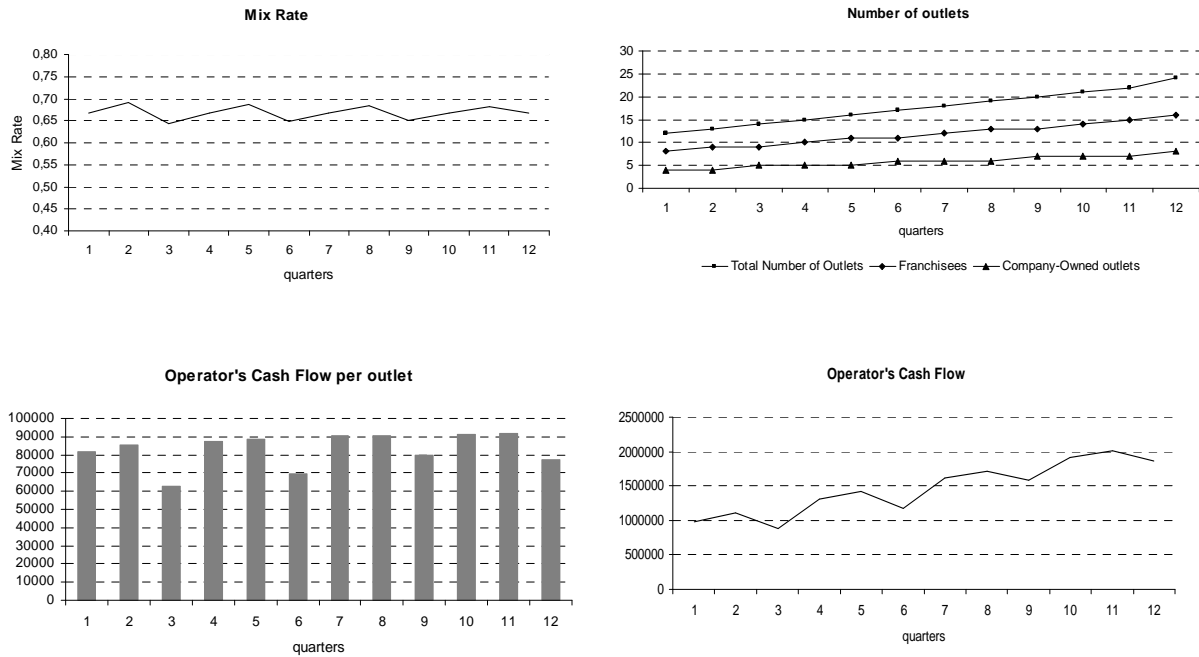 Mix Rate
0,80
0,75
0,70
0,65
0,60
0,55
0,50
0,45
0,40
Mix Rate
1 2 3 4 5 6 7 8 9 10 11 12
quarters
Number of outlets
30
25
20
15
10
5
0
1 2 3 4 5 6 7 8 9 10 11 12
quarters
Total Number of Outlets Franchisees Company-Owned outlets
Operator's Cash Flow per outlet
100000
90000
80000
70000
60000
50000
40000
30000
20000
10000
0
1 2 3 4 5 6 7 8 9 10 11 12
quarters
Operator's Cash Flow
2500000
2000000
1500000
1000000
500000
0
1 2 3 4 5 6 7 8 9 10 11 12
quarters